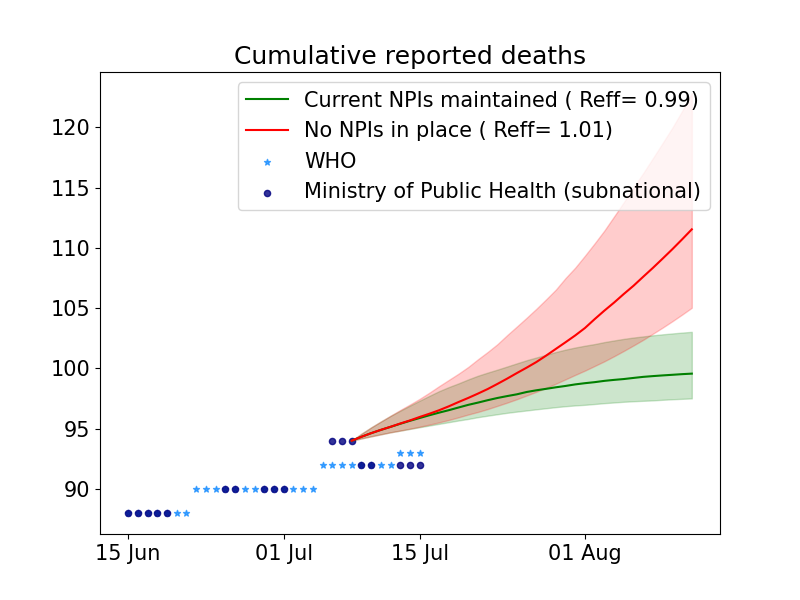 Cumulative reported deaths
Current NPIs maintained ( Reff= 0.99)
No NPIs in place ( Reff= 1.01)
WHO
Ministry of Public Health (subnational)
120
115
110
105
100
95
90
15 Jun
01 Jul
15 Jul
01 Aug